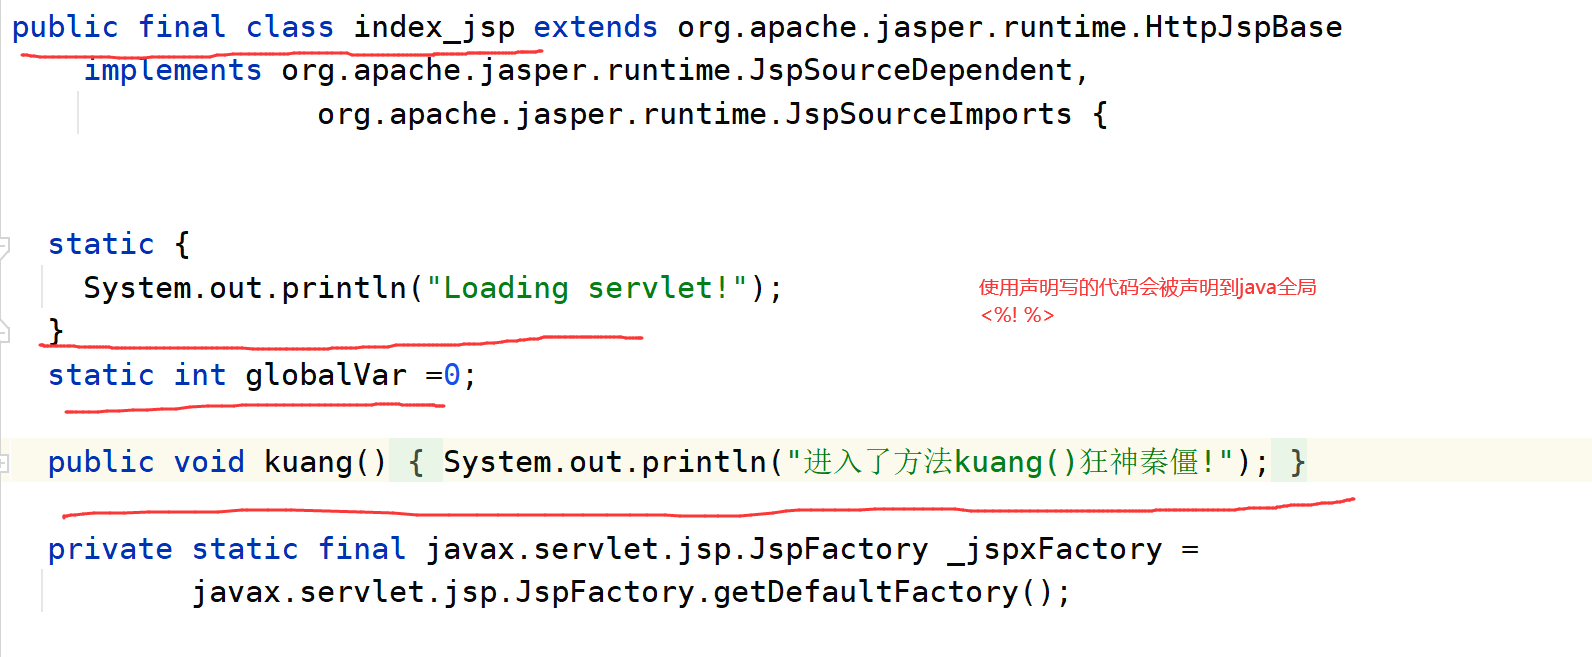 public final class index_jsp extends org.apache.jasper.runtime.HttpJspBase
implements org.apache.jasper.runtime.JspSourceDependent,
org.apache.jasper.runtime.JspSourceImports {
static {
System.out.println("Loading servlet!");
}
使用声明写的代码会被声明到java全局
<%! %>
static int globalVar =0;
public void kuang() { System.out.println("进入了方法kuang()狂神秦僵!"); }
private static final javax.servlet.jsp.JspFactory _jspxFactory =
javax.servlet.jsp.JspFactory.getDefaultFactory();